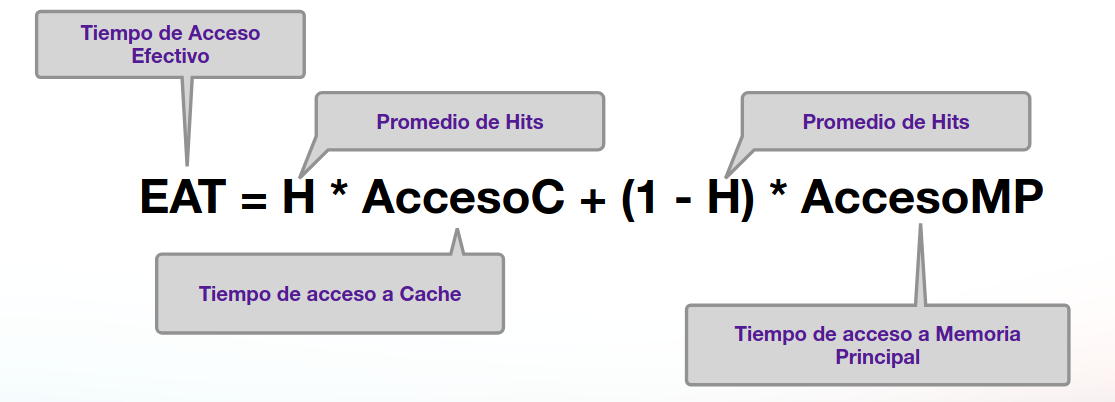 Tiempo de Acceso
Efectivo
Promedio de Hits
Promedio de Hits
EAT = H * AccesoC + (1 - H) * AccesoMP
Tiempo de acceso a Cache
Tiempo de acceso a Memoria
Principal